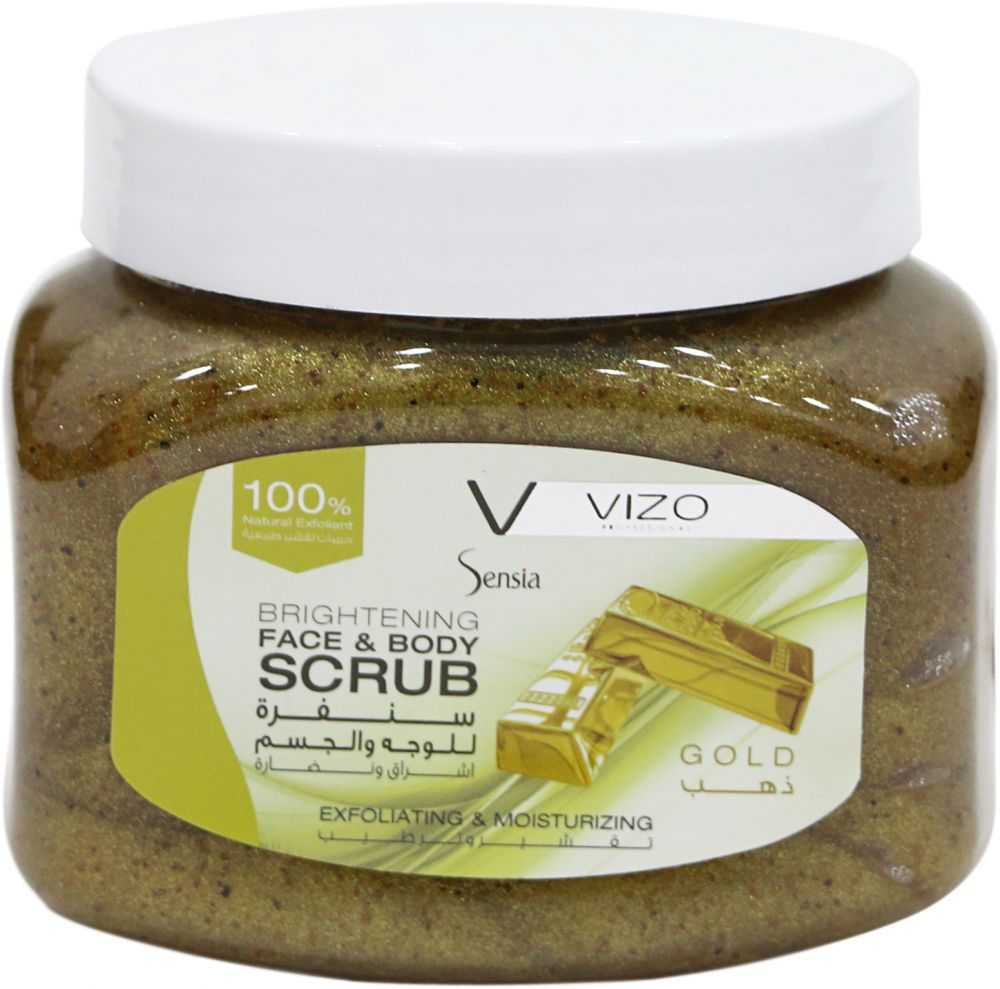 100%
Natural Exfoliant
حبيبات تقشير طبيعية
V VIZO
PROFESSIONAL
Sensia
BRIGHTENING
FACE & BODY
SCRUB
سنفرة
للوجه والجسم
اشراق ونضارة
GOLD
ذهب
EXFOLIATING & MOISTURIZING
تقشير وترطيب